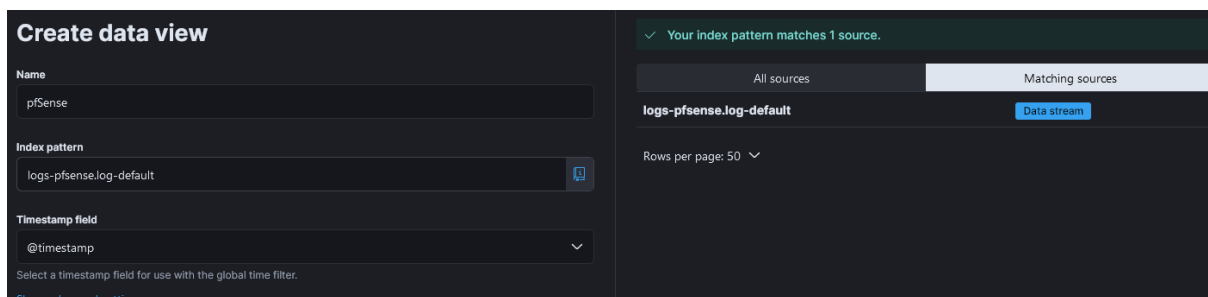 Create data view
Name
pfSense
Index pattern
logs-pfsense.log-default
Timestamp field
@timestamp
Select a timestamp field for use with the global time filter.
✓ Your index pattern matches 1 source.
All sources
Matching sources
logs-pfsense.log-default
Data stream
Rows per page: 50